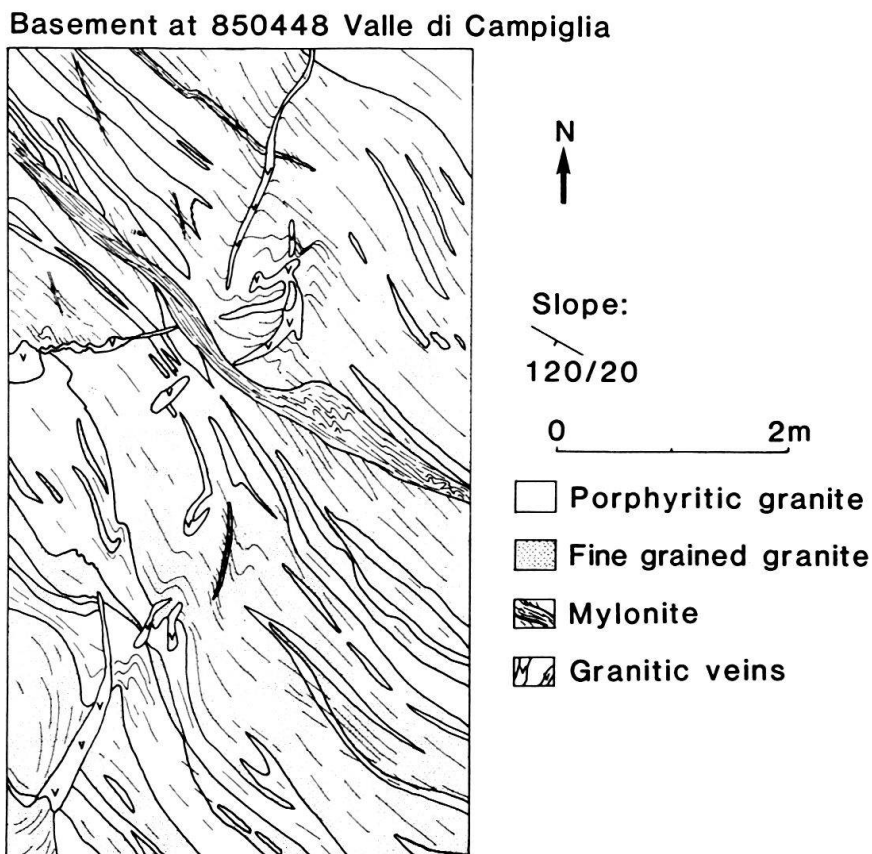 Basement at 850448 Valle di Campiglia
N
Slope:
120/20
0 2m
Porphyritic granite
Fine grained granite
Mylonite
Granitic veins